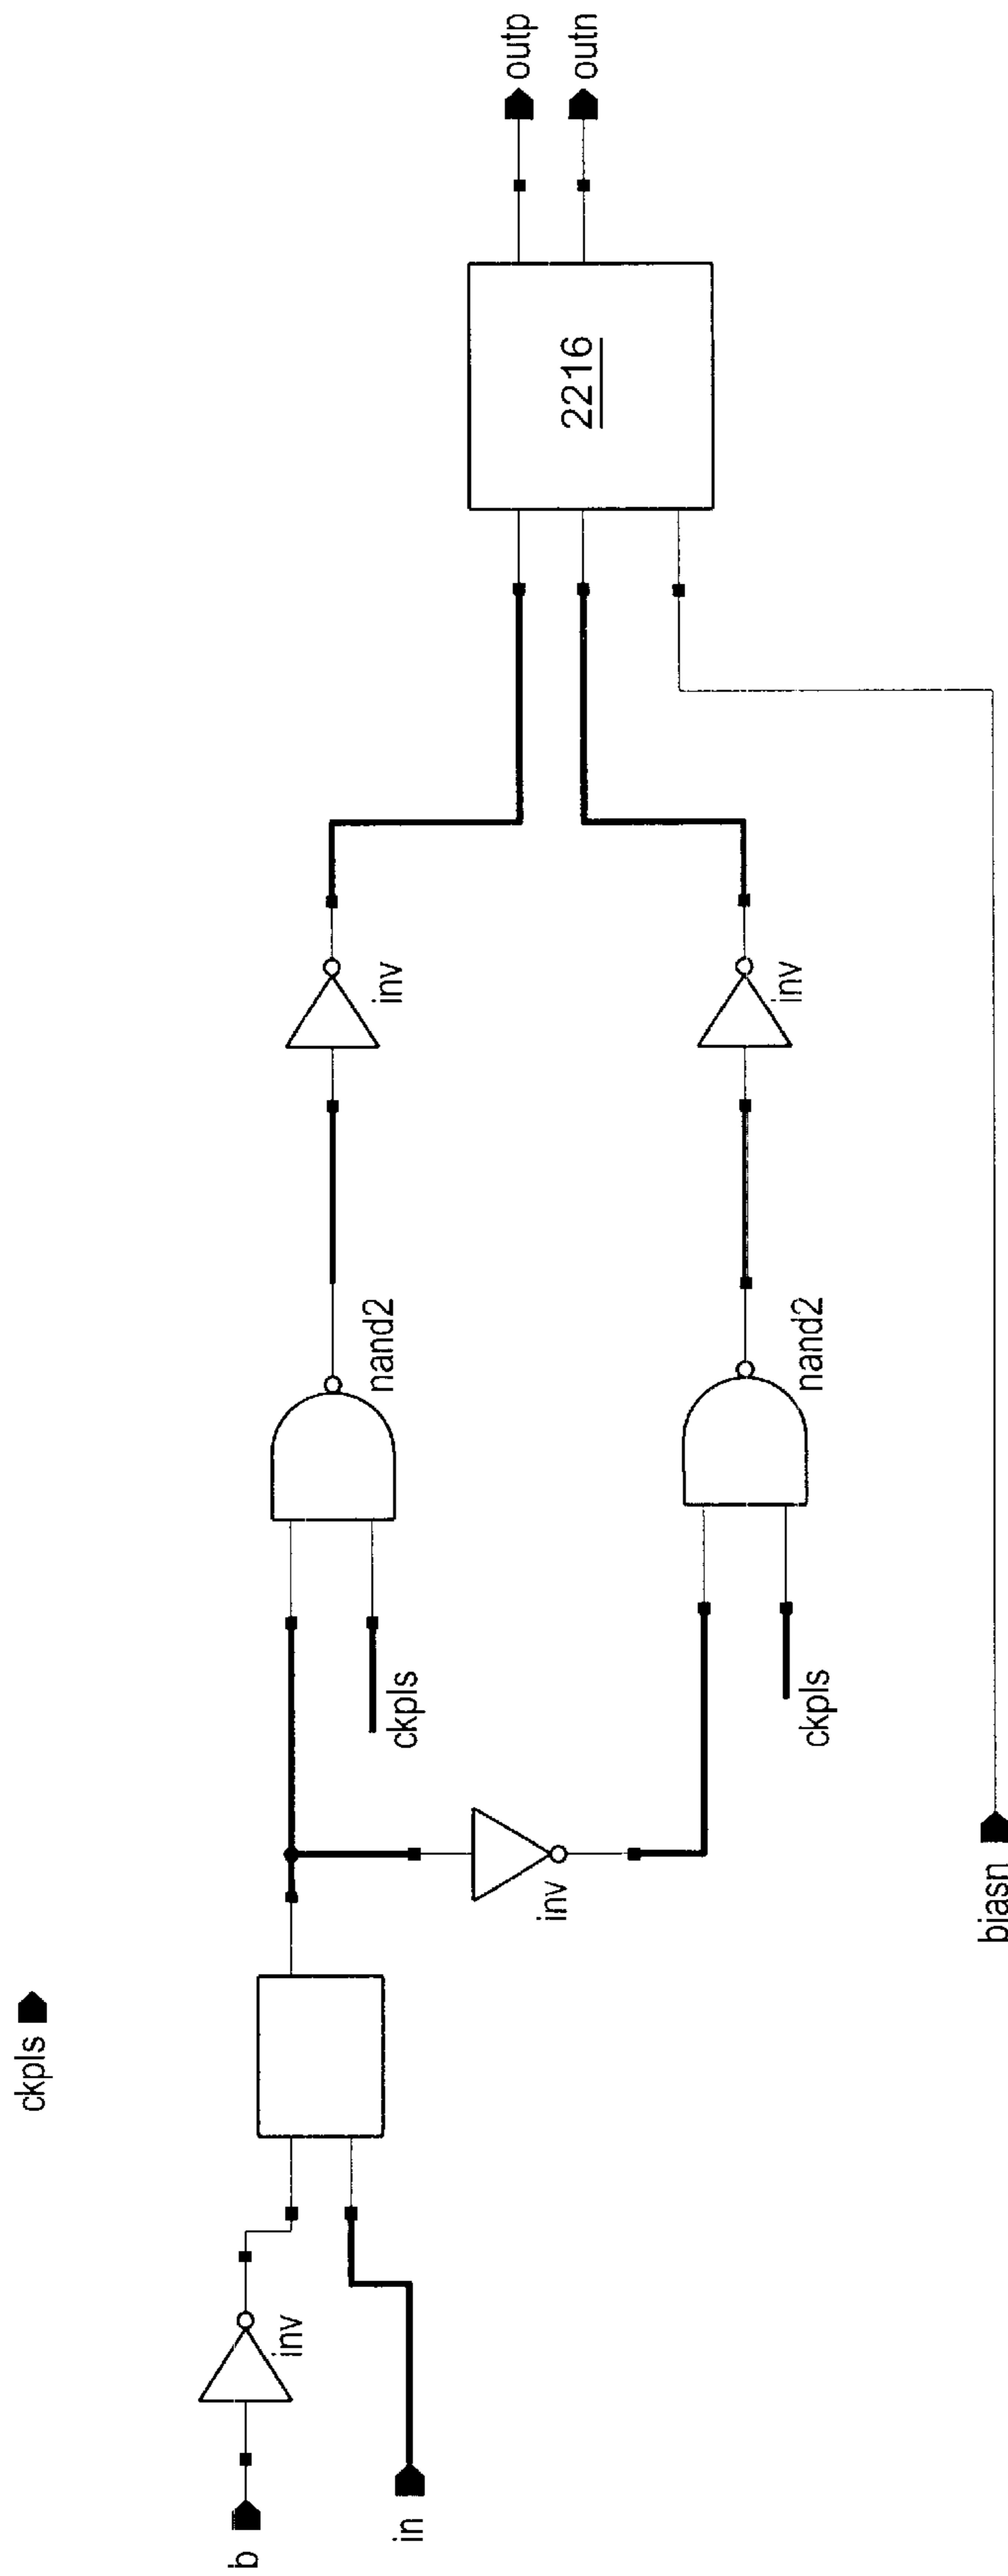 ckpls
b
inv
in
inv
ckpls
nand2
inv
ckpls
nand2
inv
biasn
2216
outp
outn